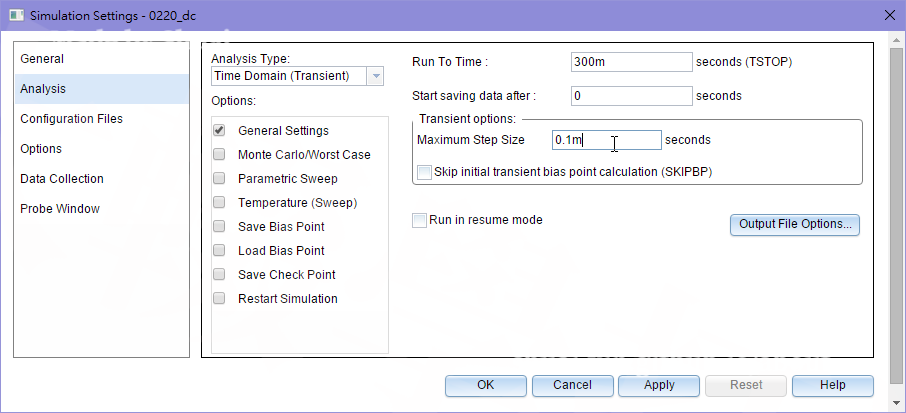 Simulation Settings - 0220_dc
General
Analysis
Configuration Files
Options
Data Collection
Probe Window
Analysis Type:
Time Domain (Transient)
Options:
General Settings
Monte Carlo/Worst Case
Parametric Sweep
Temperature (Sweep)
Save Bias Point
Load Bias Point
Save Check Point
Restart Simulation
Run To Time : 300m seconds (TSTOP)
Start saving data after : 0 seconds
Transient options:
Maximum Step Size 0.1m seconds
Skip initial transient bias point calculation (SKIPBP)
Run in resume mode
Output File Options...
OK Cancel Apply Reset Help